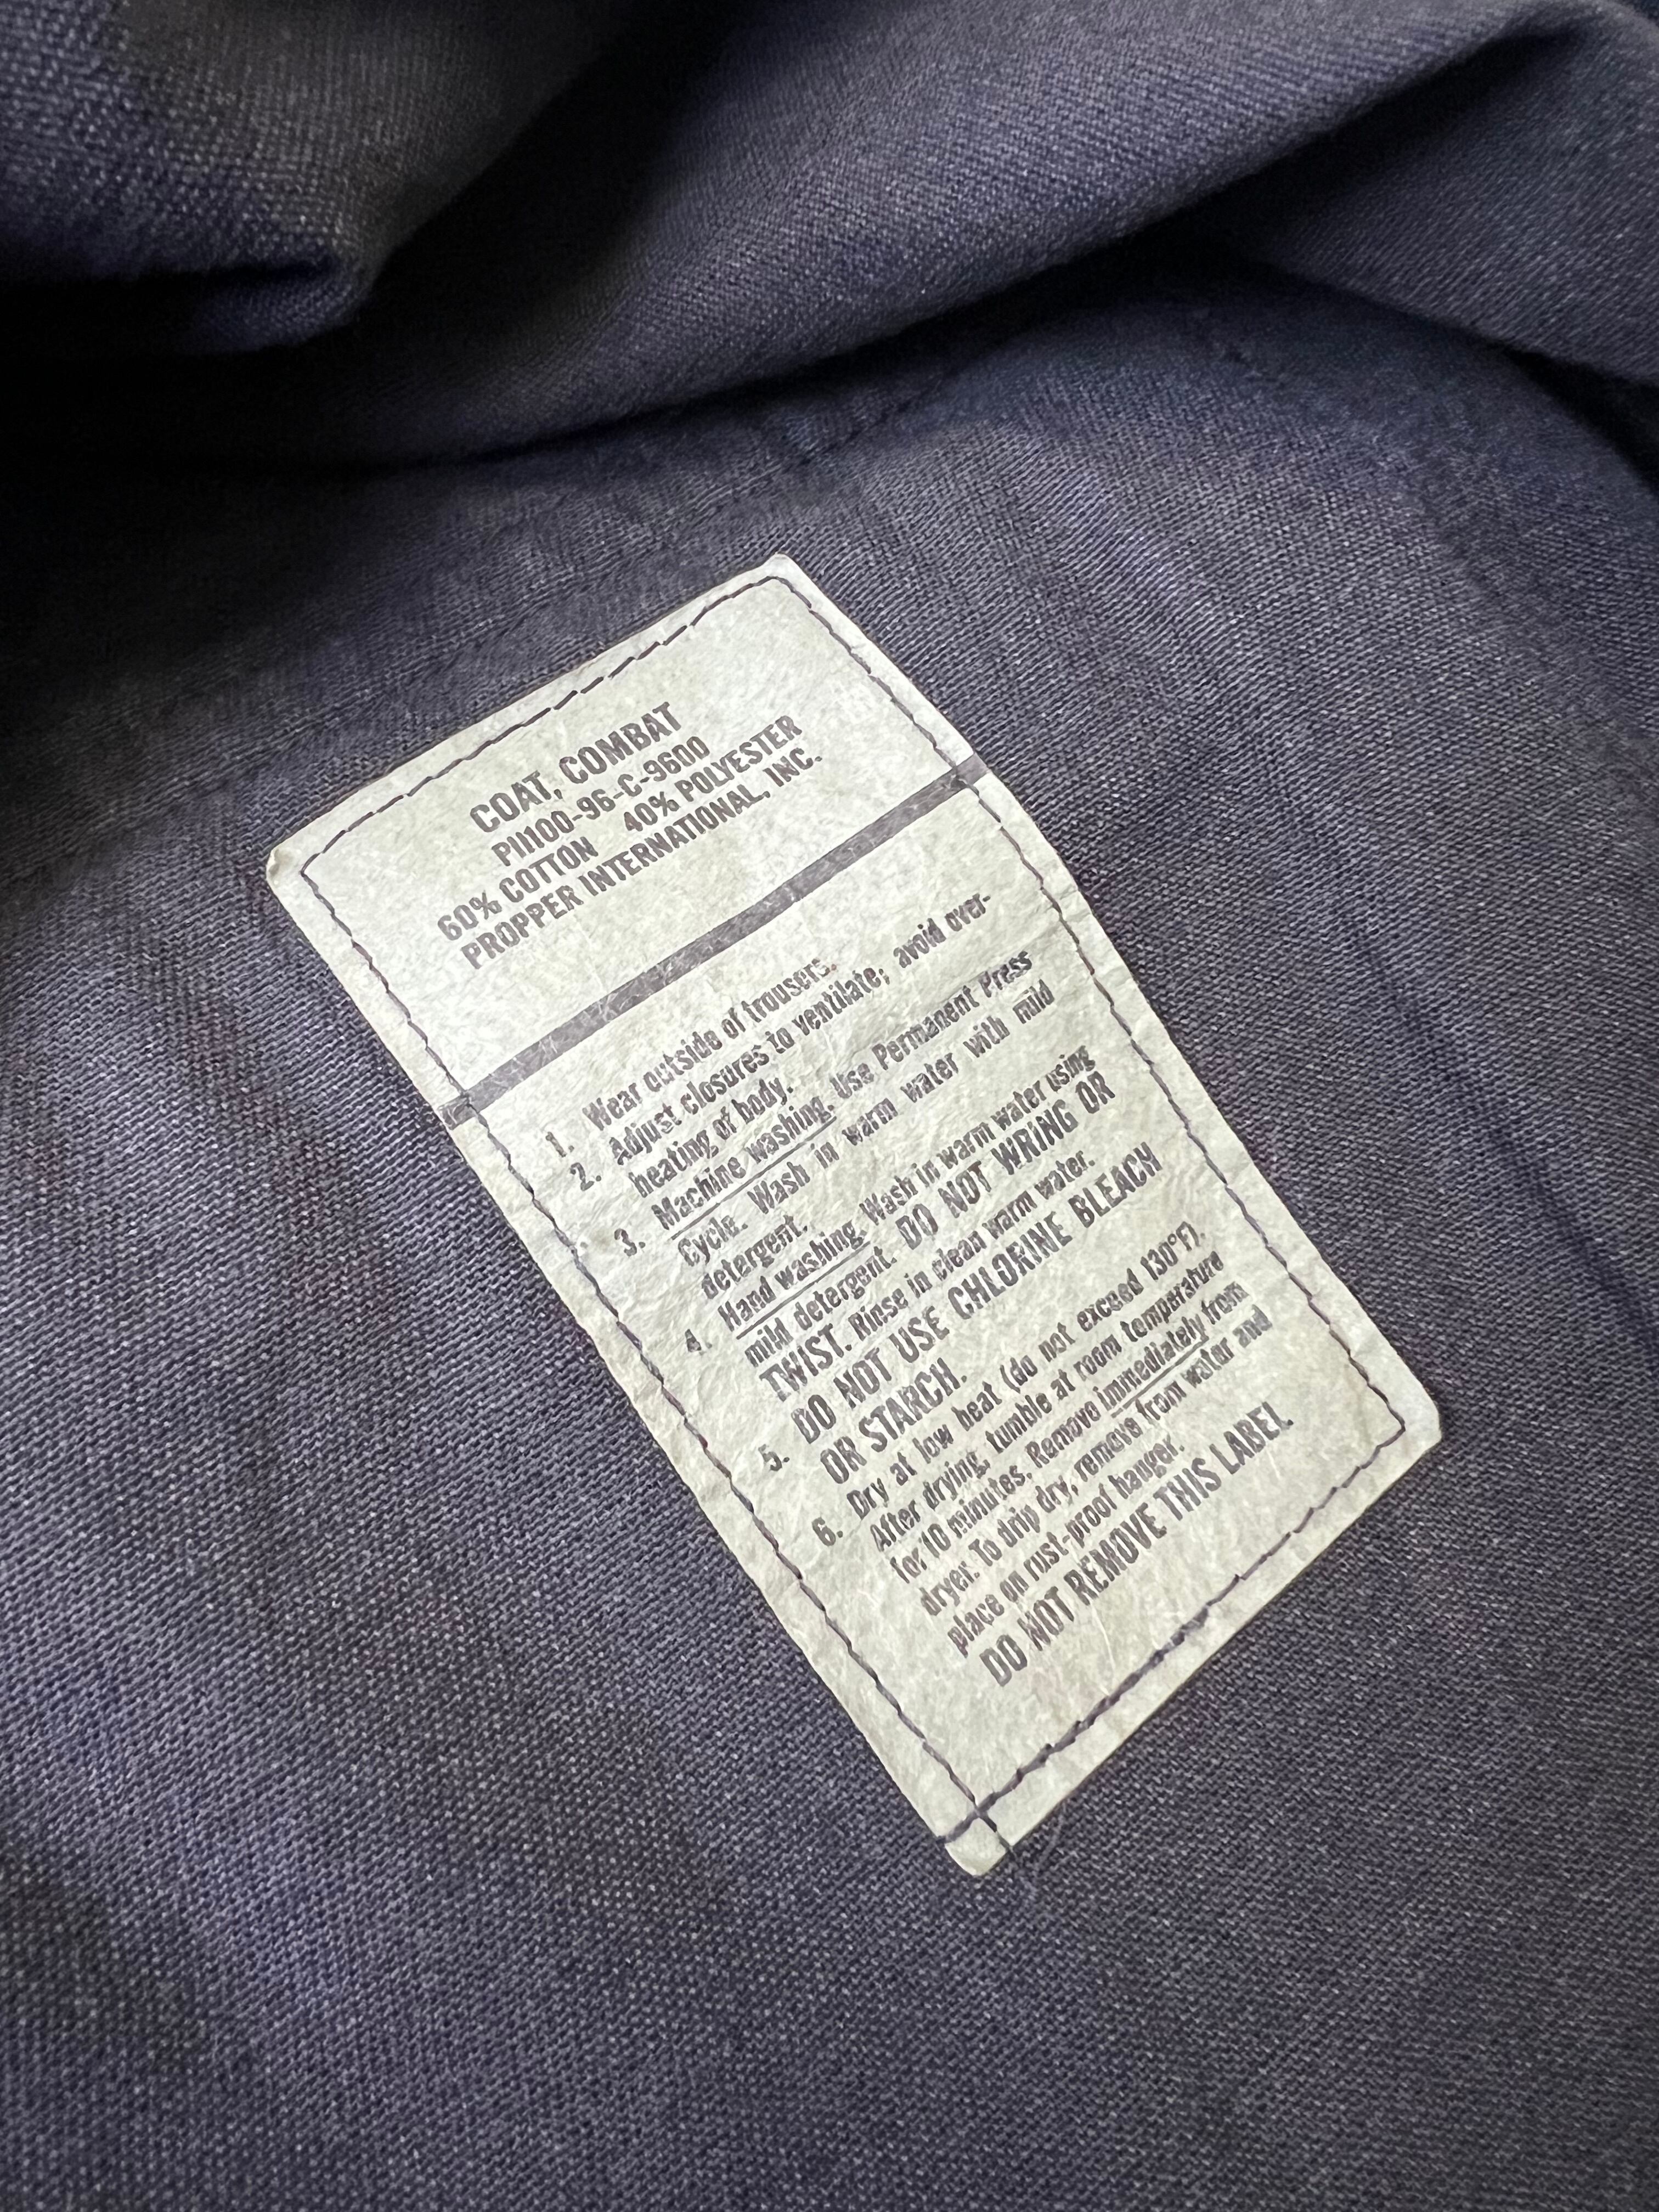 COAT, COMBAT
PI1100-96-C-9600
60% COTTON 40% POLYESTER
PROPPER INTERNATIONAL, INC.
1. Wear outside of trousers.
2. Adjust closures to ventilate; avoid over-
heating of body.
3. Machine washing. Use Permanent Press
Cycle. Wash in warm water with mild
detergent.
4. Hand washing. Wash in warm water using
mild detergent. DO NOT WRING OR
TWIST. Rinse in clean warm water.
5. DO NOT USE CHLORINE BLEACH
OR STARCH.
6. Dry at low heat (do not exceed 130°F).
After drying, tumble at room temperature
for 10 minutes. Remove immediately from
dryer. To drip dry, remove from water and
place on rust-proof hanger.
DO NOT REMOVE THIS LABEL